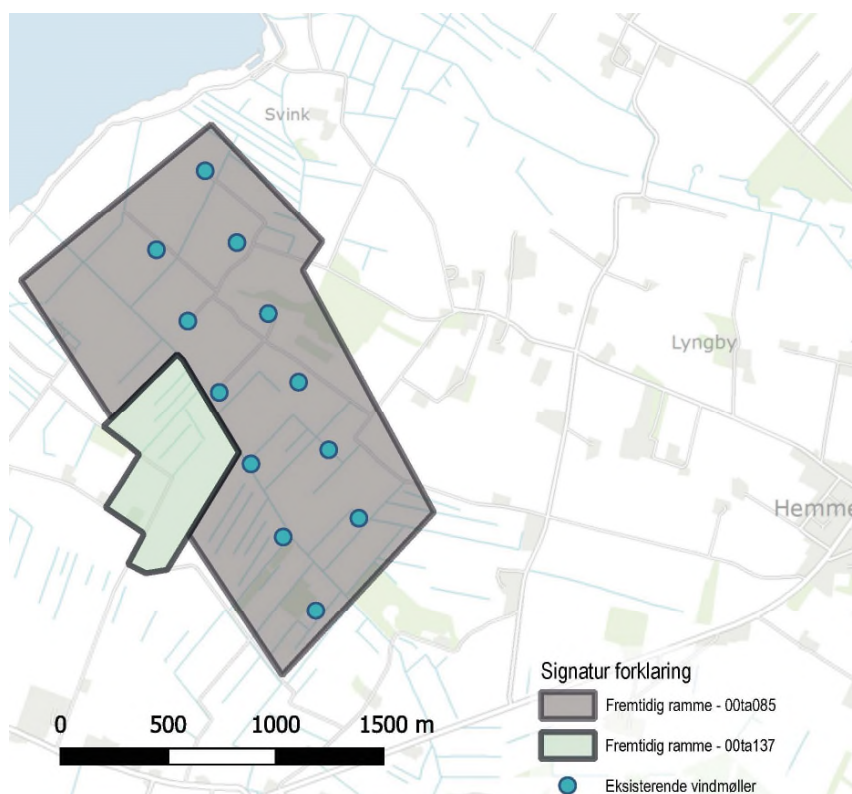 Svink
Lyngby
Hemme
Signatur forklaring
Fremtidig ramme - 00ta085
Fremtidig ramme - 00ta137
Eksisterende vindmøller
0 500 1000 1500 m